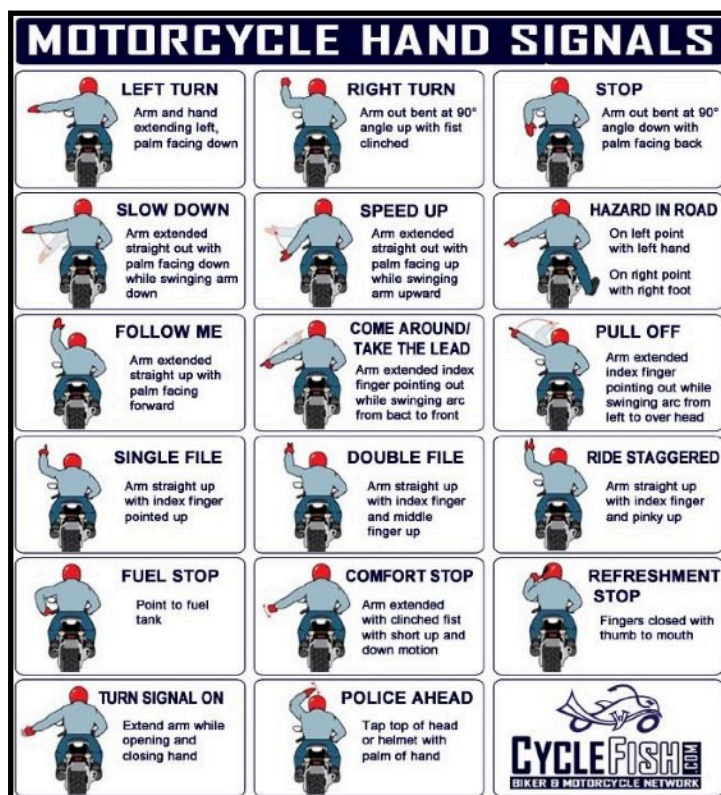 MOTORCYCLE HAND SIGNALS
LEFT TURN
Arm and hand
extending left,
palm facing down
RIGHT TURN
Arm out bent at 90°
angle up with fist
clinched
STOP
Arm out bent at 90°
angle down with
palm facing back
SLOW DOWN
Arm extended
straight out with
palm facing down
while swinging arm
down
SPEED UP
Arm extended
straight out with
palm facing up
while swinging
arm upward
HAZARD IN ROAD
On left point
with left hand
On right point
with right foot
FOLLOW ME
Arm extended
straight up with
palm facing
forward
COME AROUND/
TAKE THE LEAD
Arm extended index
finger pointing out
while swinging arc
from bact to front
PULL OFF
Arm extended
index finger
pointing out while
swinging arc from
left to over head
SINGLE FILE
Arm straight up
with index finger
pointed up
DOUBLE FILE
Arm straight up
with index finger
and middle
finger up
RIDE STAGGERED
Arm straight up
with index finger
and pinky up
FUEL STOP
Point to fuel
tank
COMFORT STOP
Arm extended
with clinched fist
with short up and
down motion
REFRESHMENT
STOP
Fingers closed with
thumb to mouth
TURN SIGNAL ON
Extend arm while
opening and
closing hand
POLICE AHEAD
Tap top of head
or helmet with
palm of hand
CYCLEFISH.COM
BIKER & MOTORCYCLE NETWORK